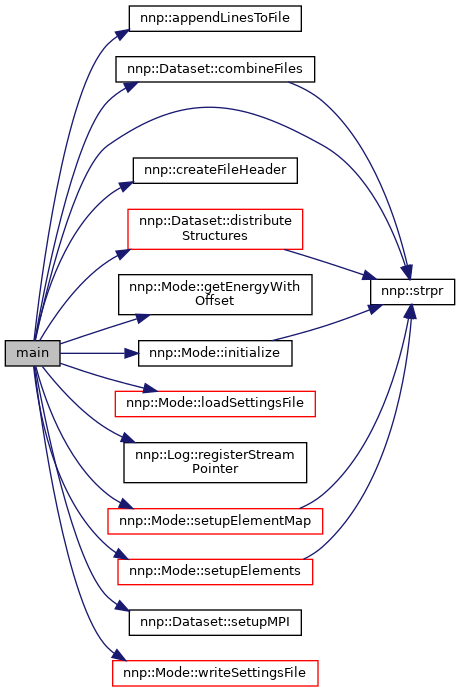 nnp::appendLinesToFile
nnp::Dataset::combineFiles
nnp::createFileHeader
nnp::Dataset::distribute
Structures
nnp::strpr
nnp::Mode::getEnergyWith
Offset
main
nnp::Mode::initialize
nnp::Mode::loadSettingsFile
nnp::Log::registerStream
Pointer
nnp::Mode::setupElementMap
nnp::Mode::setupElements
nnp::Dataset::setupMPI
nnp::Mode::writeSettingsFile